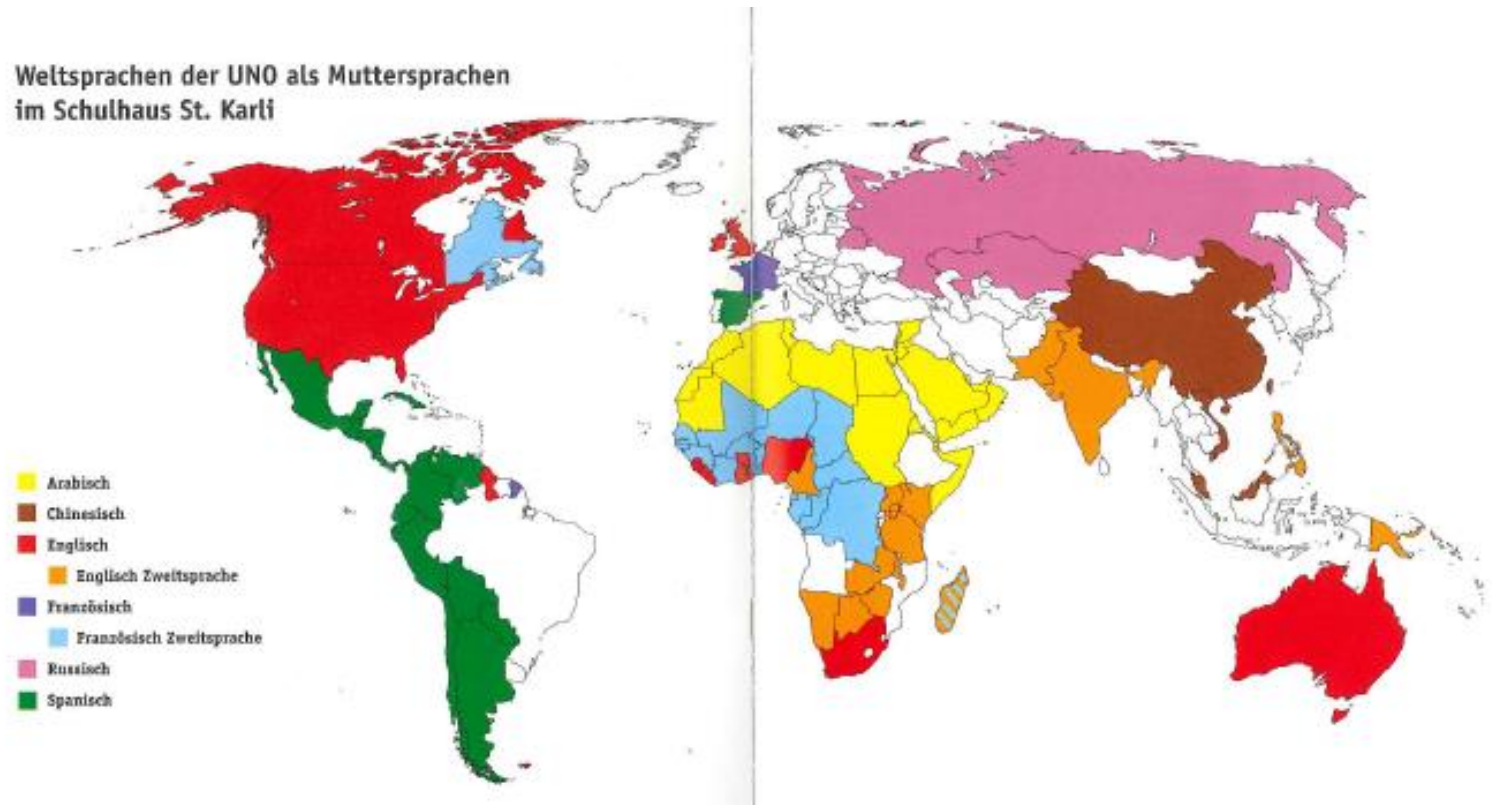 Weltsprachen der UNO als Muttersprachen
im Schulhaus St. Karli
Arabisch
Chinesisch
Englisch
Englisch Zweitsprache
Französisch
Französisch Zweitsprache
Russisch
Spanisch